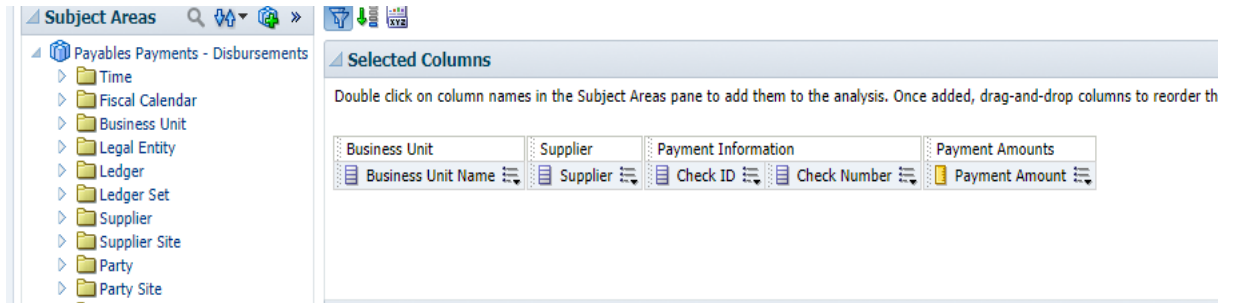 Subject Areas
Payables Payments - Disbursements
Time
Fiscal Calendar
Business Unit
Legal Entity
Ledger
Ledger Set
Supplier
Supplier Site
Party
Party Site
XYZ
Selected Columns
Double click on column names in the Subject Areas pane to add them to the analysis. Once added, drag-and-drop columns to reorder th
Business Unit Supplier Payment Information Payment Amounts
Business Unit Name Supplier Check ID Check Number Payment Amount